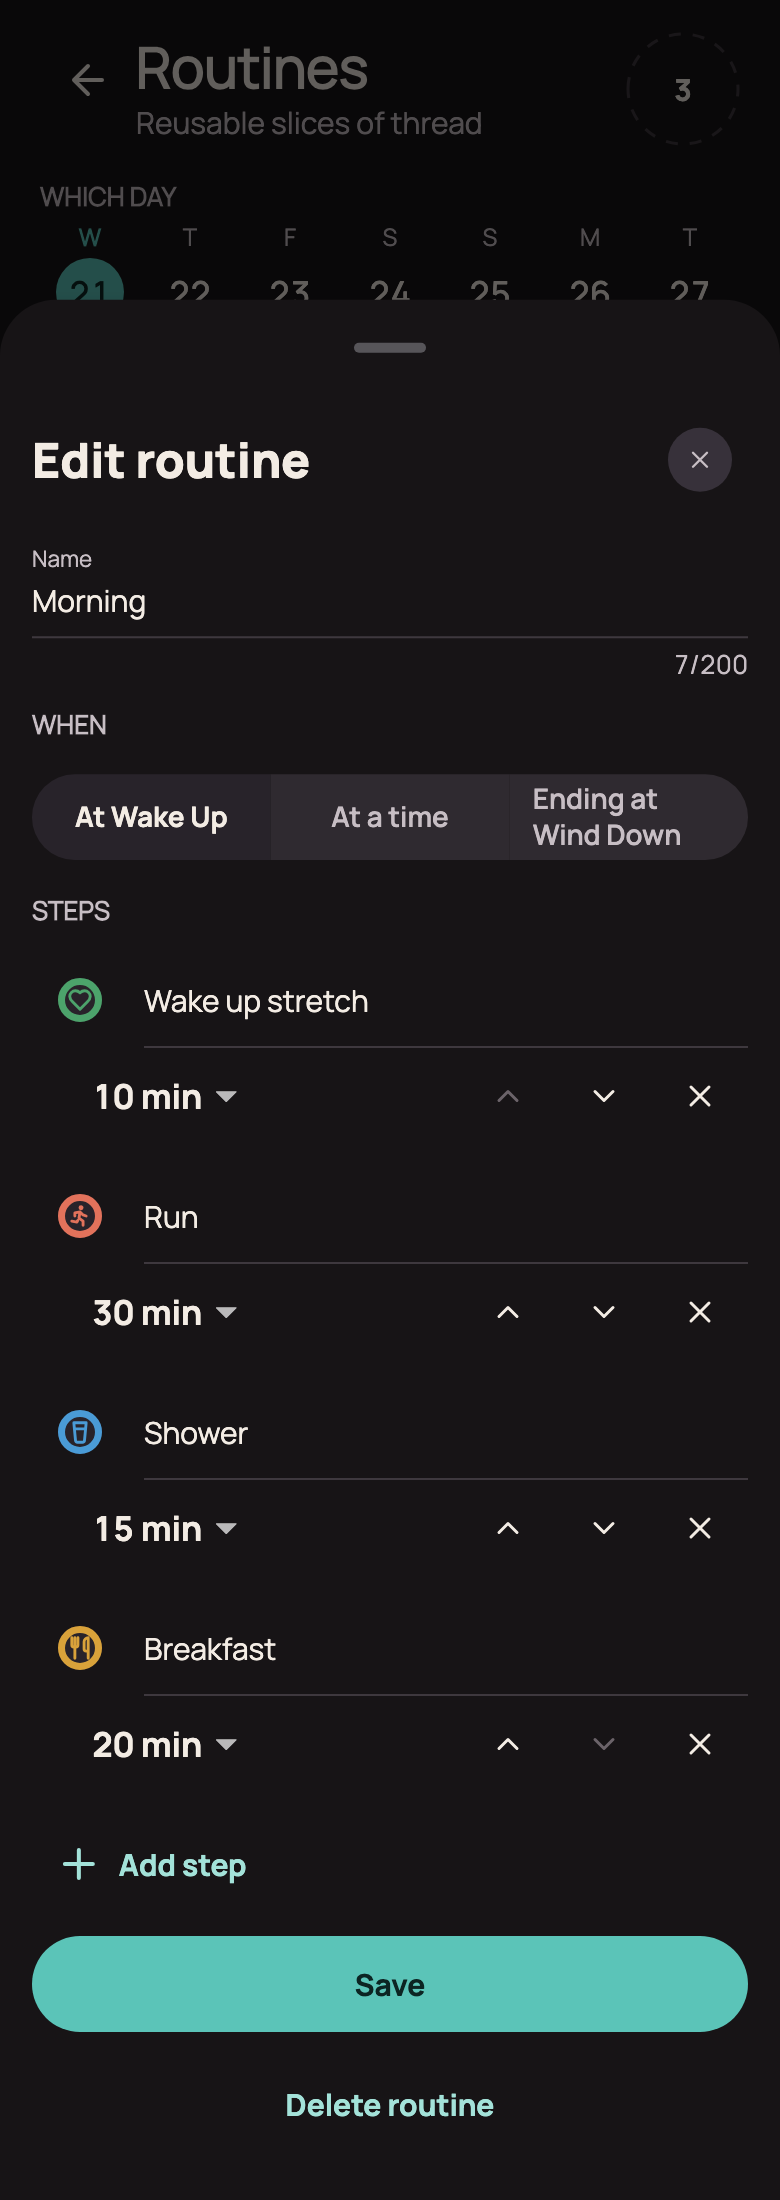 Routines
Reusable slices of thread
3
WHICH DAY
W T F S S M T
21 22 23 24 25 26 27
Edit routine
Name
Morning
7/200
WHEN
At Wake Up
At a time
Ending at
Wind Down
STEPS
Wake up stretch
10 min
Run
30 min
Shower
15 min
Breakfast
20 min
Add step
Save
Delete routine